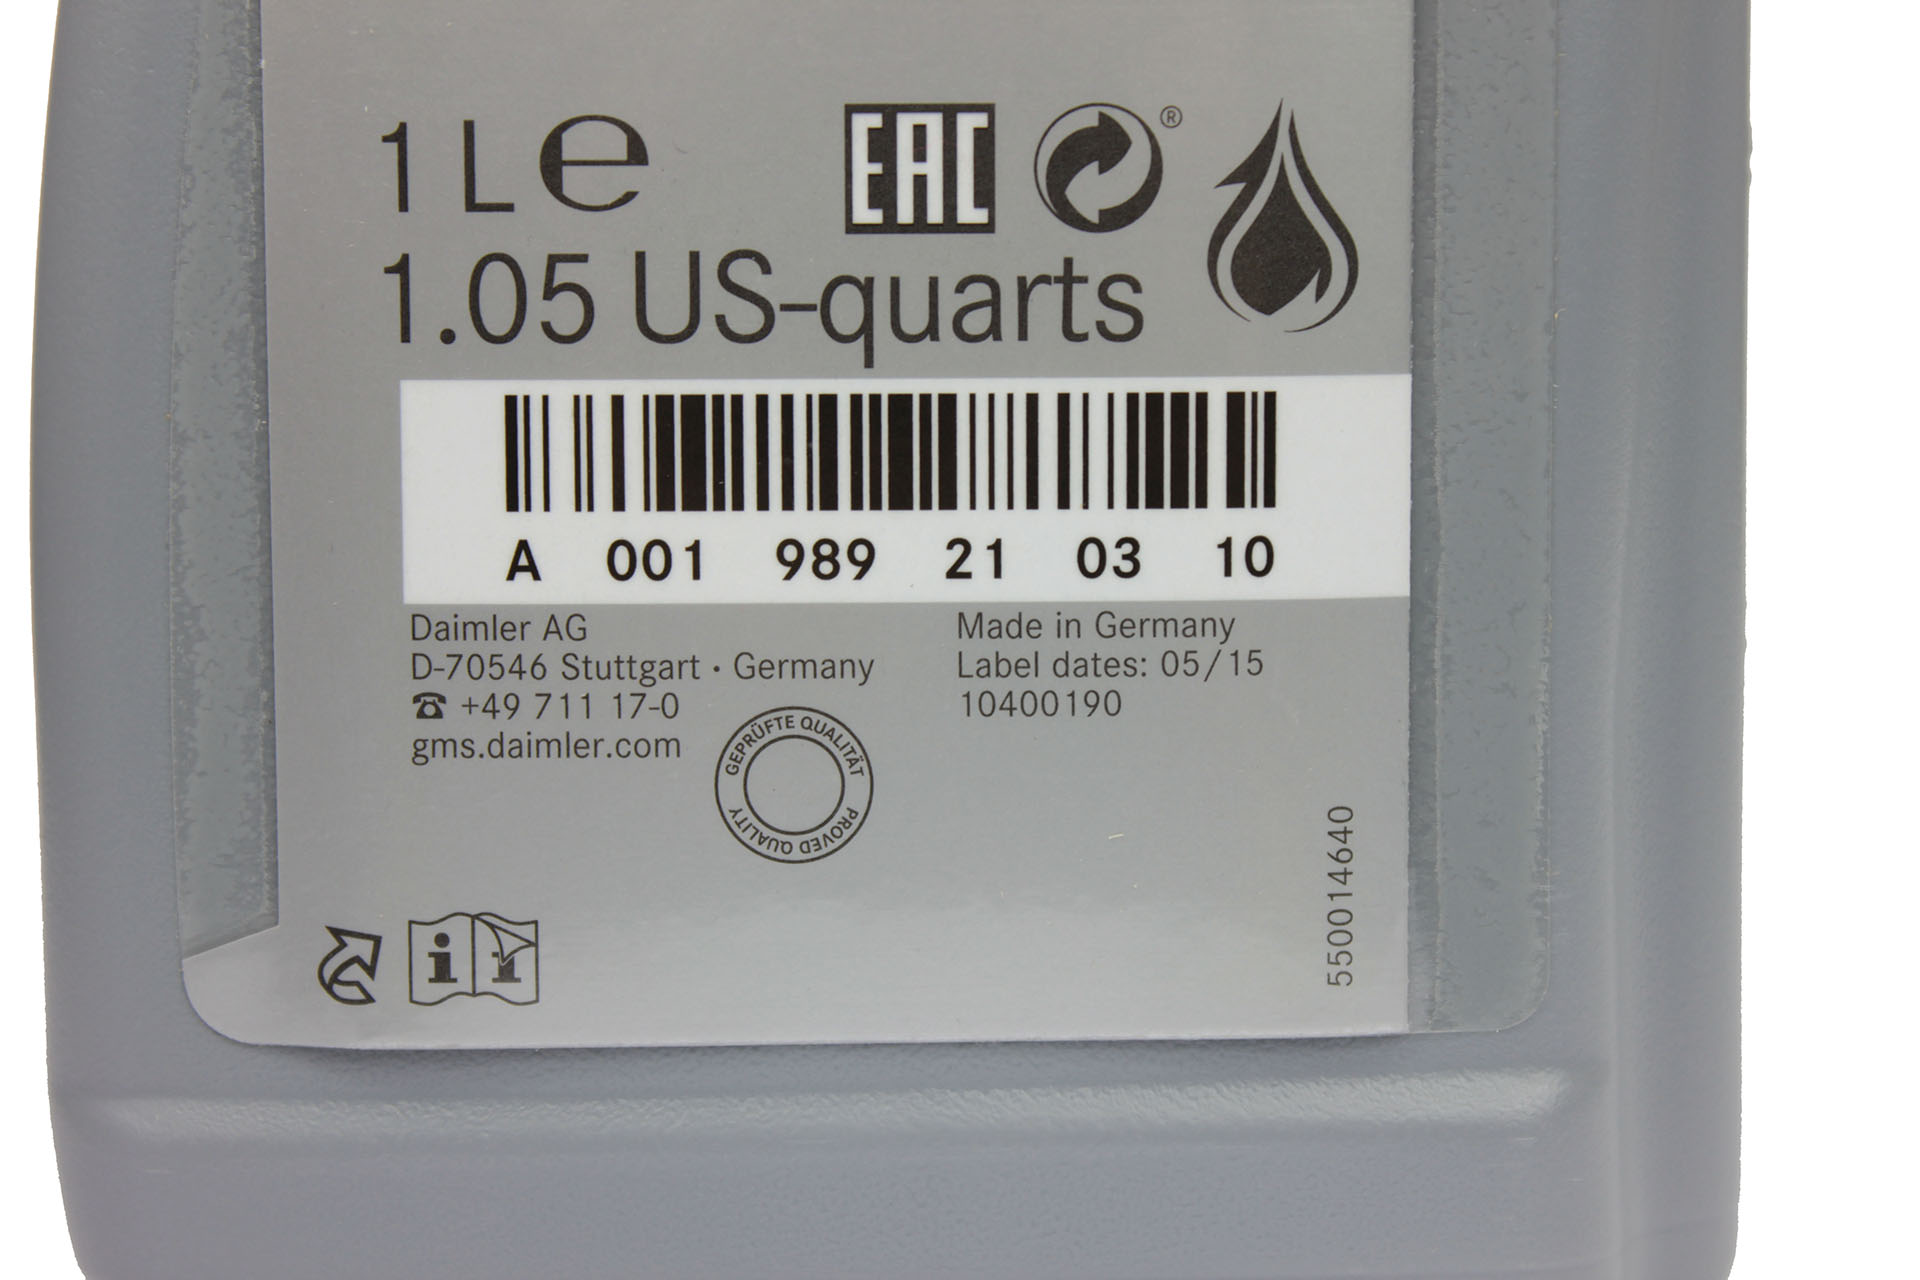 1 L e
EAC
®
1.05 US-quarts
A 001 989 21 03 10
Daimler AG
D-70546 Stuttgart · Germany
☎ +49 711 17-0
gms.daimler.com
Made in Germany
Label dates: 05/15
10400190
GEPRÜFTE QUALITÄT
PROVED QUALITY
550014640
i i